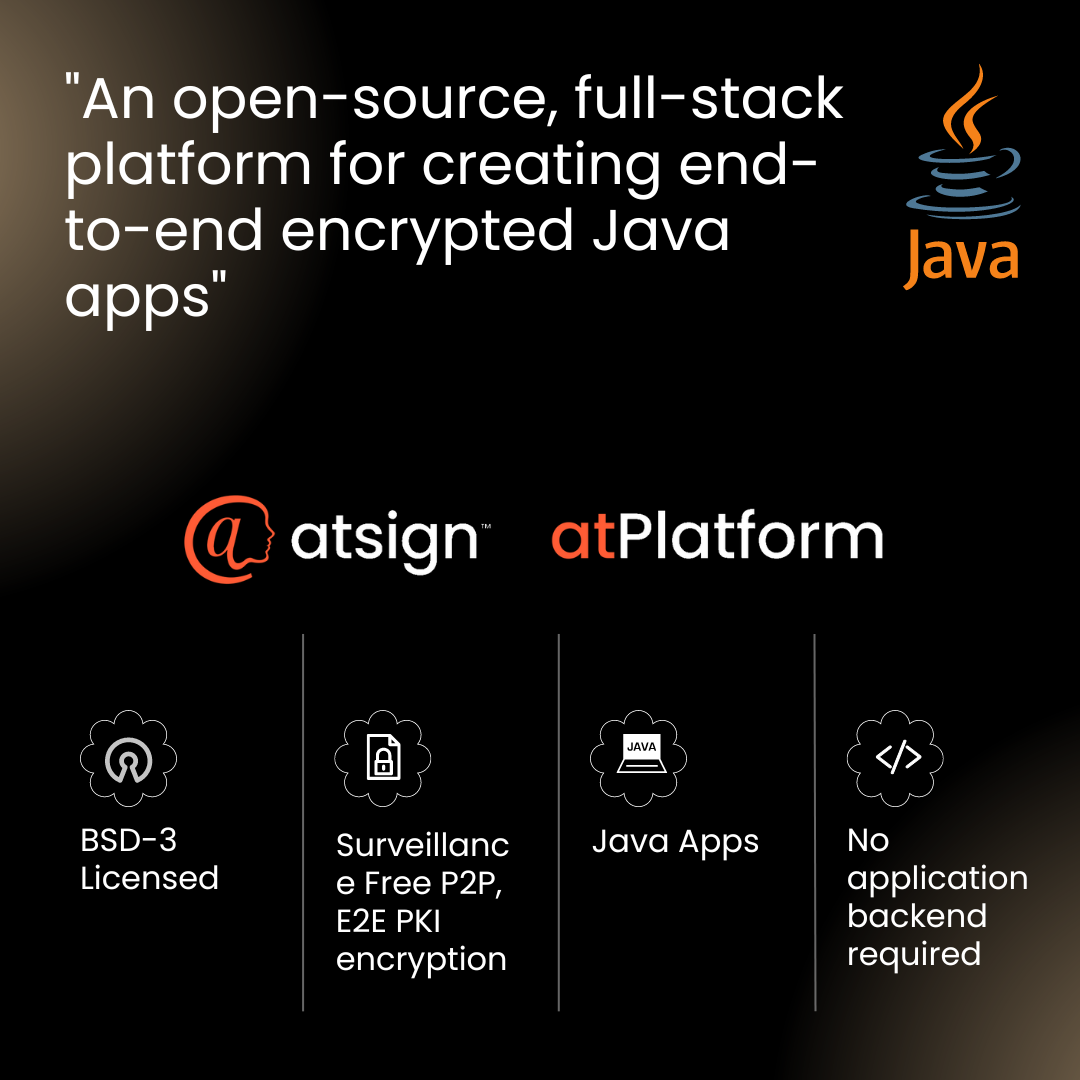 "An open-source, full-stack
platform for creating end-
to-end encrypted Java
apps"
Java
@ atsign™
atPlatform
BSD-3
Licensed
Surveillanc
e Free P2P,
E2E PKI
encryption
JAVA
Java Apps
</>
No
application
backend
required